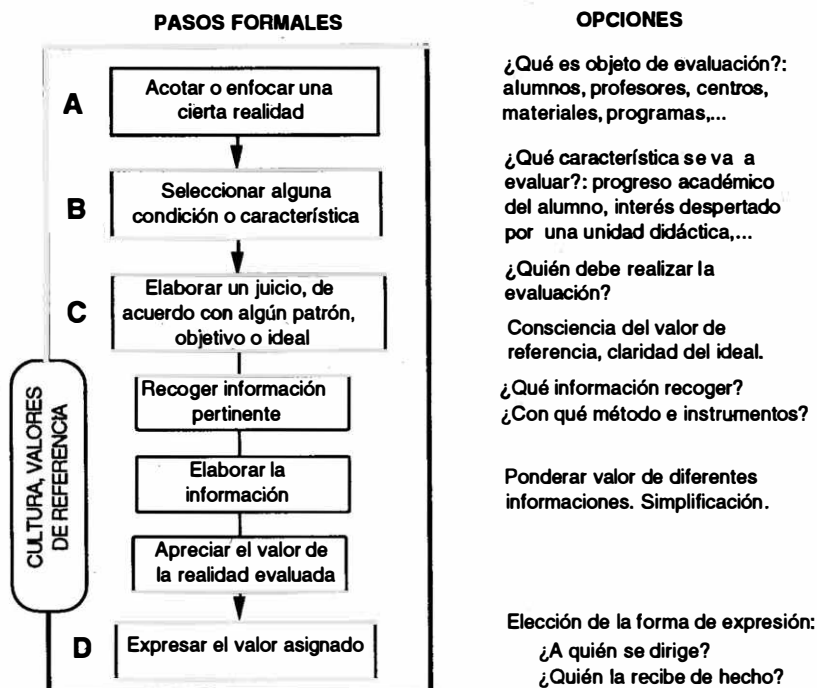 PASOS FORMALES
OPCIONES
A
Acotar o enfocar una
cierta realidad
¿Qué es objeto de evaluación?:
alumnos, profesores, centros,
materiales, programas,...
B
Seleccionar alguna
condición o característica
¿Qué característica se va a
evaluar?: progreso académico
del alumno, interés despertado
por una unidad didáctica,...
C
Elaborar un juicio, de
acuerdo con algún patrón,
objetivo o ideal
¿Quién debe realizar la
evaluación?
Consciencia del valor de
referencia, claridad del ideal.
CULTURA, VALORES
DE REFERENCIA
Recoger información
pertinente
¿Qué información recoger?
¿Con qué método e instrumentos?
Elaborar la
información
Ponderar valor de diferentes
informaciones. Simplificación.
Apreciar el valor de
la realidad evaluada
D
Expresar el valor asignado
Elección de la forma de expresión:
¿A quién se dirige?
¿Quién la recibe de hecho?